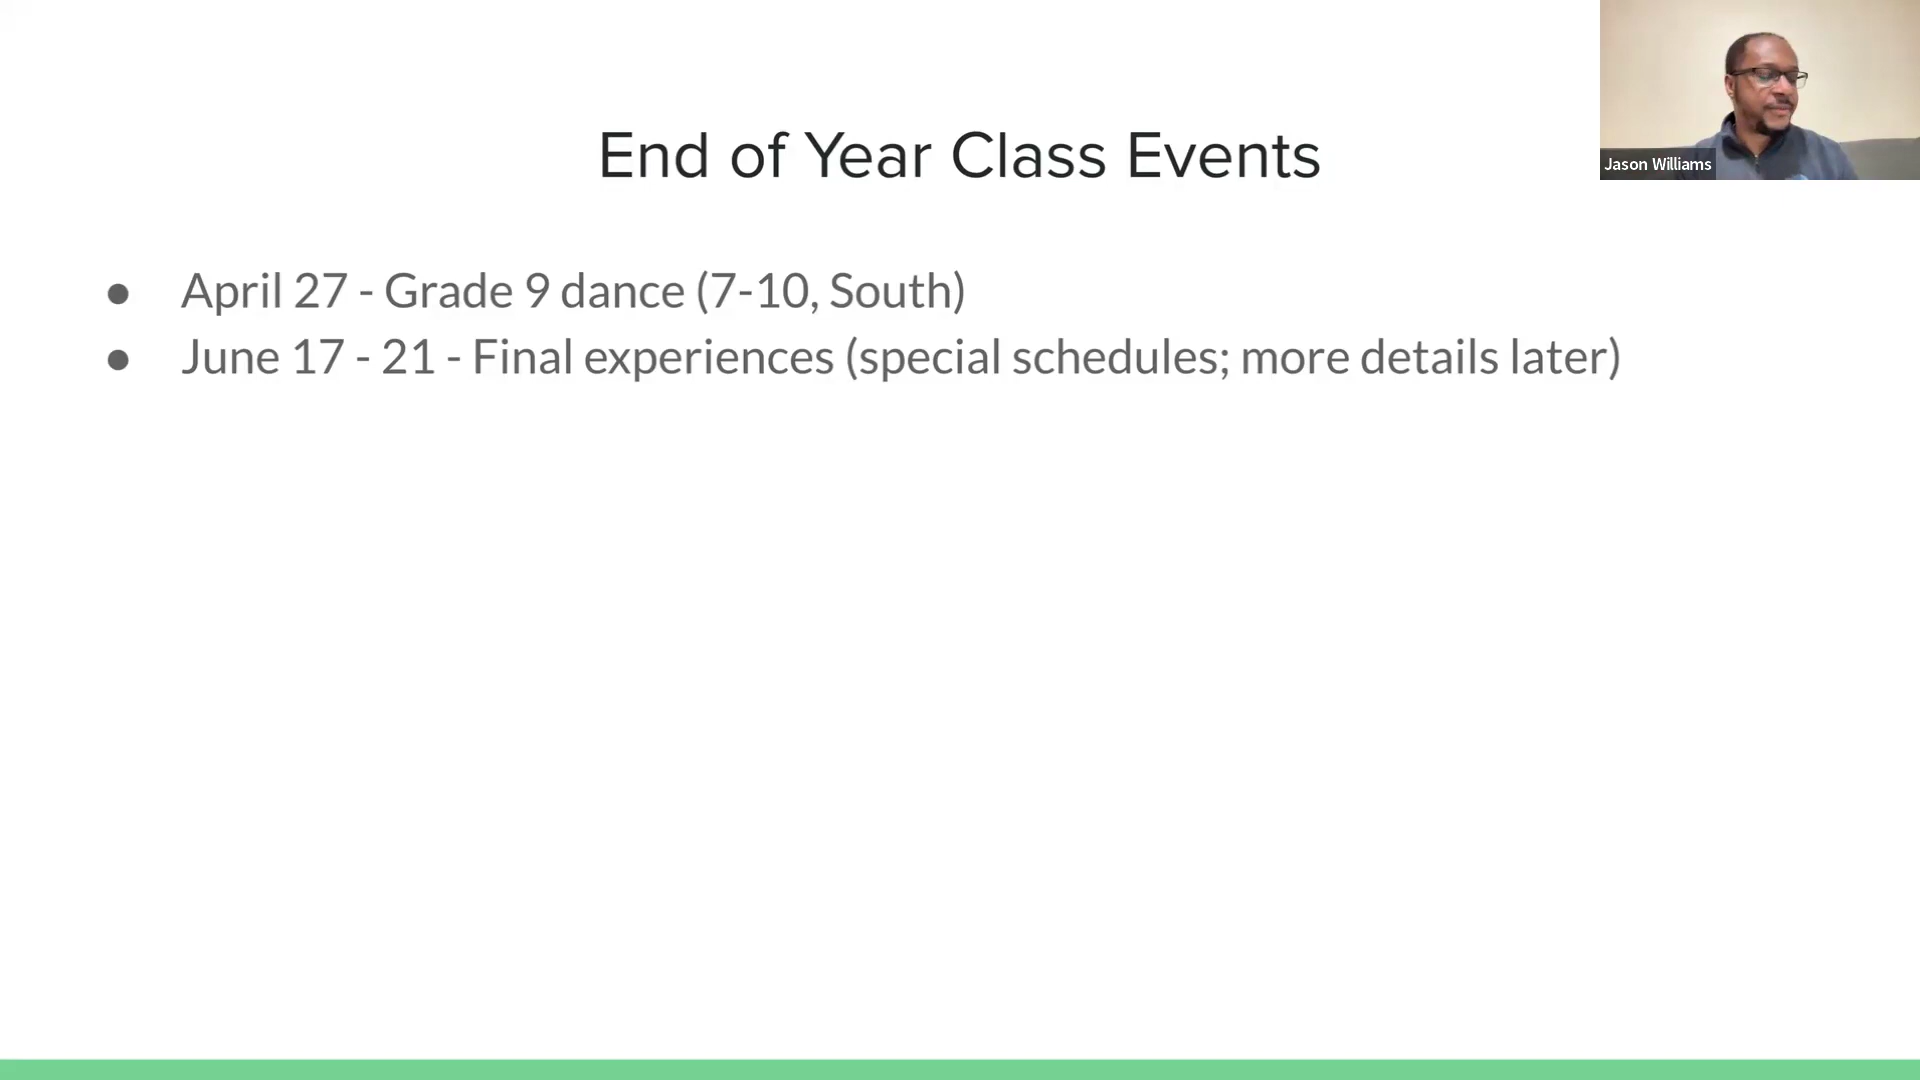 End of Year Class Events
Jason Williams
● April 27 - Grade 9 dance (7-10, South)
● June 17 - 21 - Final experiences (special schedules; more details later)